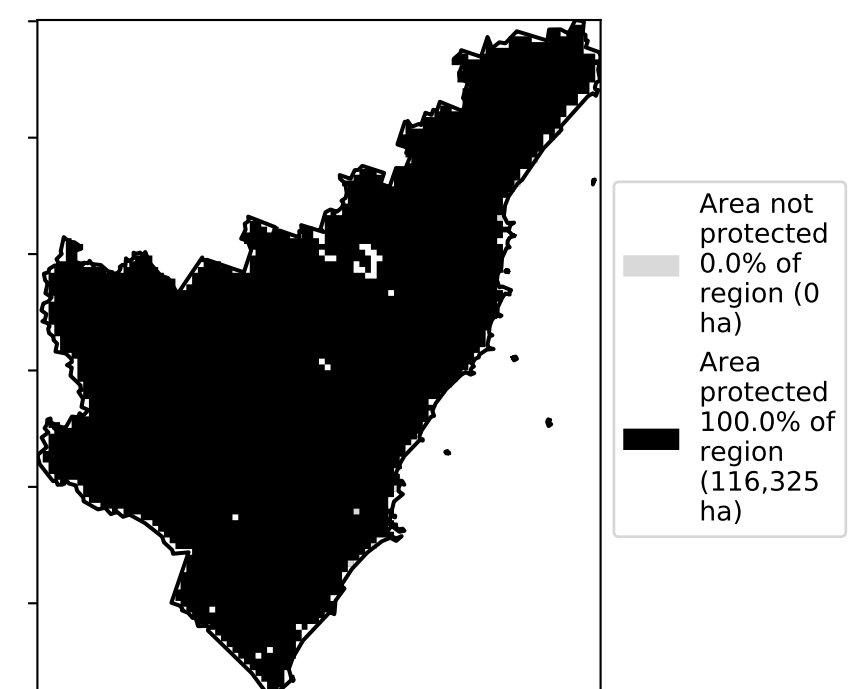 Area not
protected
0.0% of
region (0
ha)
Area
protected
100.0% of
region
(116,325
ha)